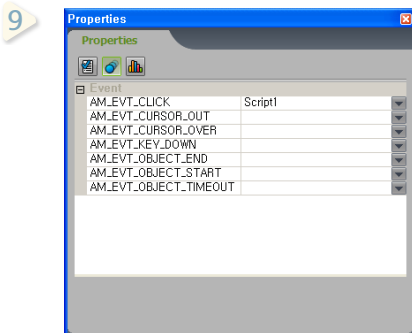 9
Properties
Properties
Event
AM_EVT_CLICK Script1
AM_EVT_CURSOR_OUT
AM_EVT_CURSOR_OVER
AM_EVT_KEY_DOWN
AM_EVT_OBJECT_END
AM_EVT_OBJECT_START
AM_EVT_OBJECT_TIMEOUT